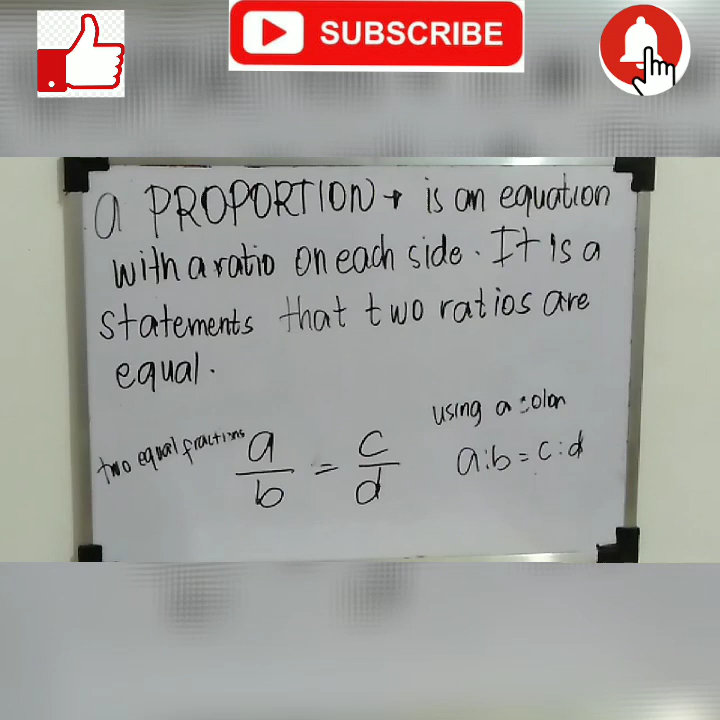 SUBSCRIBE
a PROPORTION → is an equation
with a ratio on each side. It is a
statements that two ratios are
equal.
using a colon
two equal fractions a/b = c/d
a:b = c:d